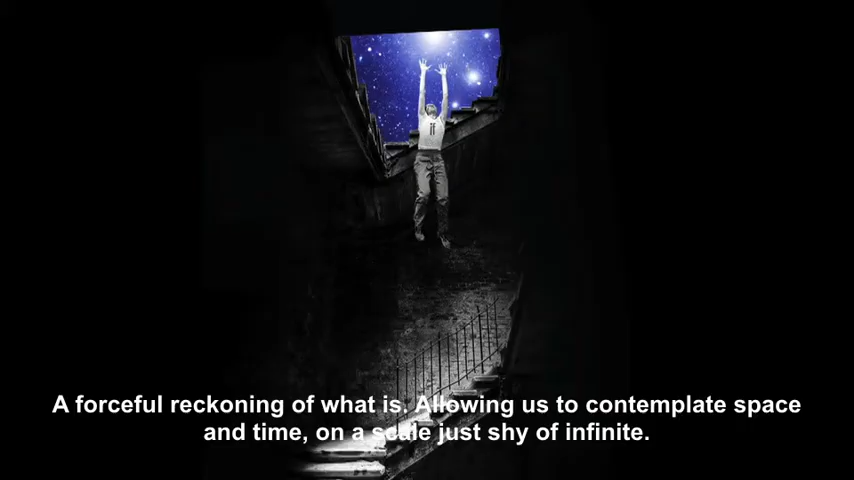 A forceful reckoning of what is. Allowing us to contemplate space
and time, on a scale just shy of infinite.